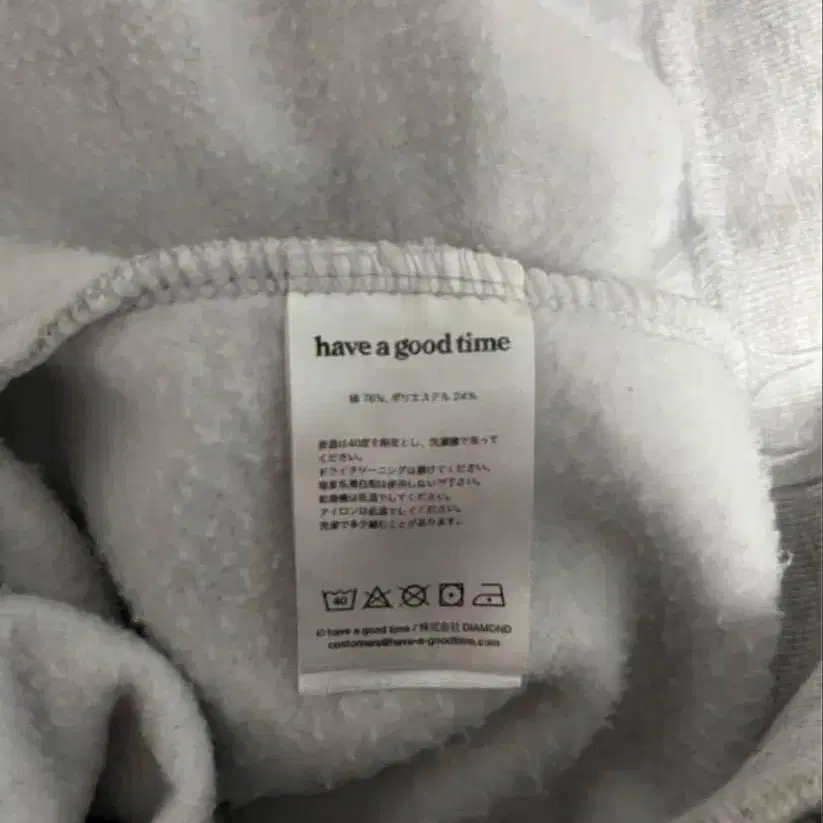 have a good time
綿 76%、ポリエステル 24%
液温は40度を限度とし、洗濯機で洗って
ください。
ドライクリーニングは避けてください。
塩素系漂白剤は使用しないで下さい。
乾燥機は低温でしてください。
アイロンは低温でしてください。
洗濯で多少縮むことがあります。
40
© have a good time / 株式会社 DIAMOND
customers@have-a-goodtime.com